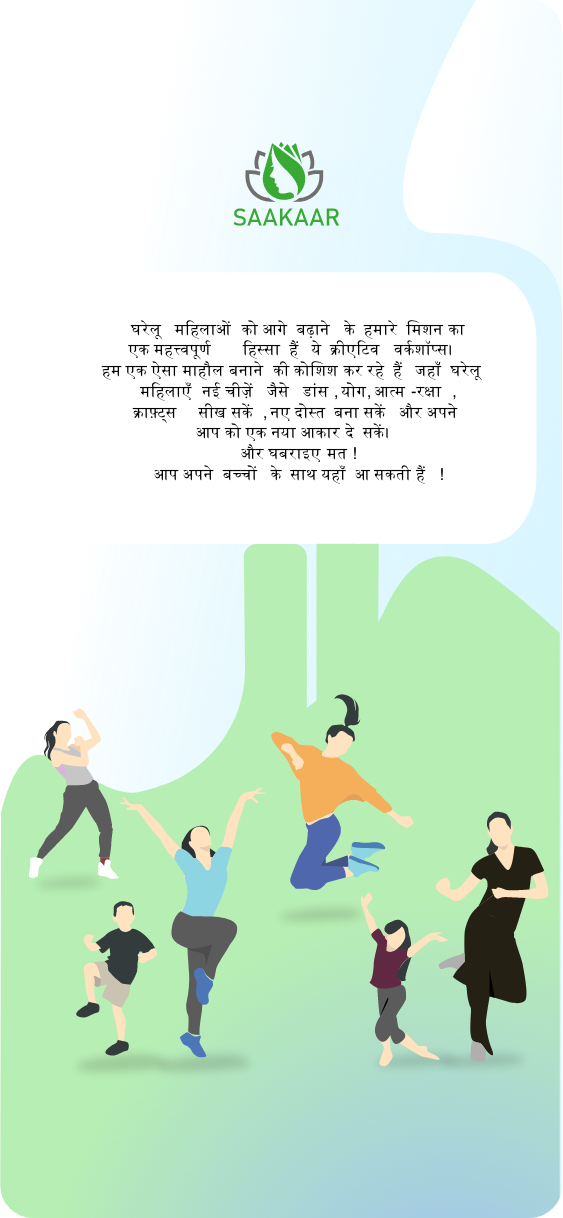 SAAKAAR
घरेलू महिलाओं को आगे बढ़ाने के हमारे मिशन का
एक महत्त्वपूर्ण हिस्सा हैं ये क्रीएटिव वर्कशॉप्स।
हम एक ऐसा माहौल बनाने की कोशिश कर रहे हैं जहाँ घरेलू
महिलाएँ नई चीज़ें जैसे डांस , योग, आत्म -रक्षा ,
क्राफ़्ट्स सीख सकें , नए दोस्त बना सकें और अपने
आप को एक नया आकार दे सकें।
और घबराइए मत !
आप अपने बच्चों के साथ यहाँ आ सकती हैं !